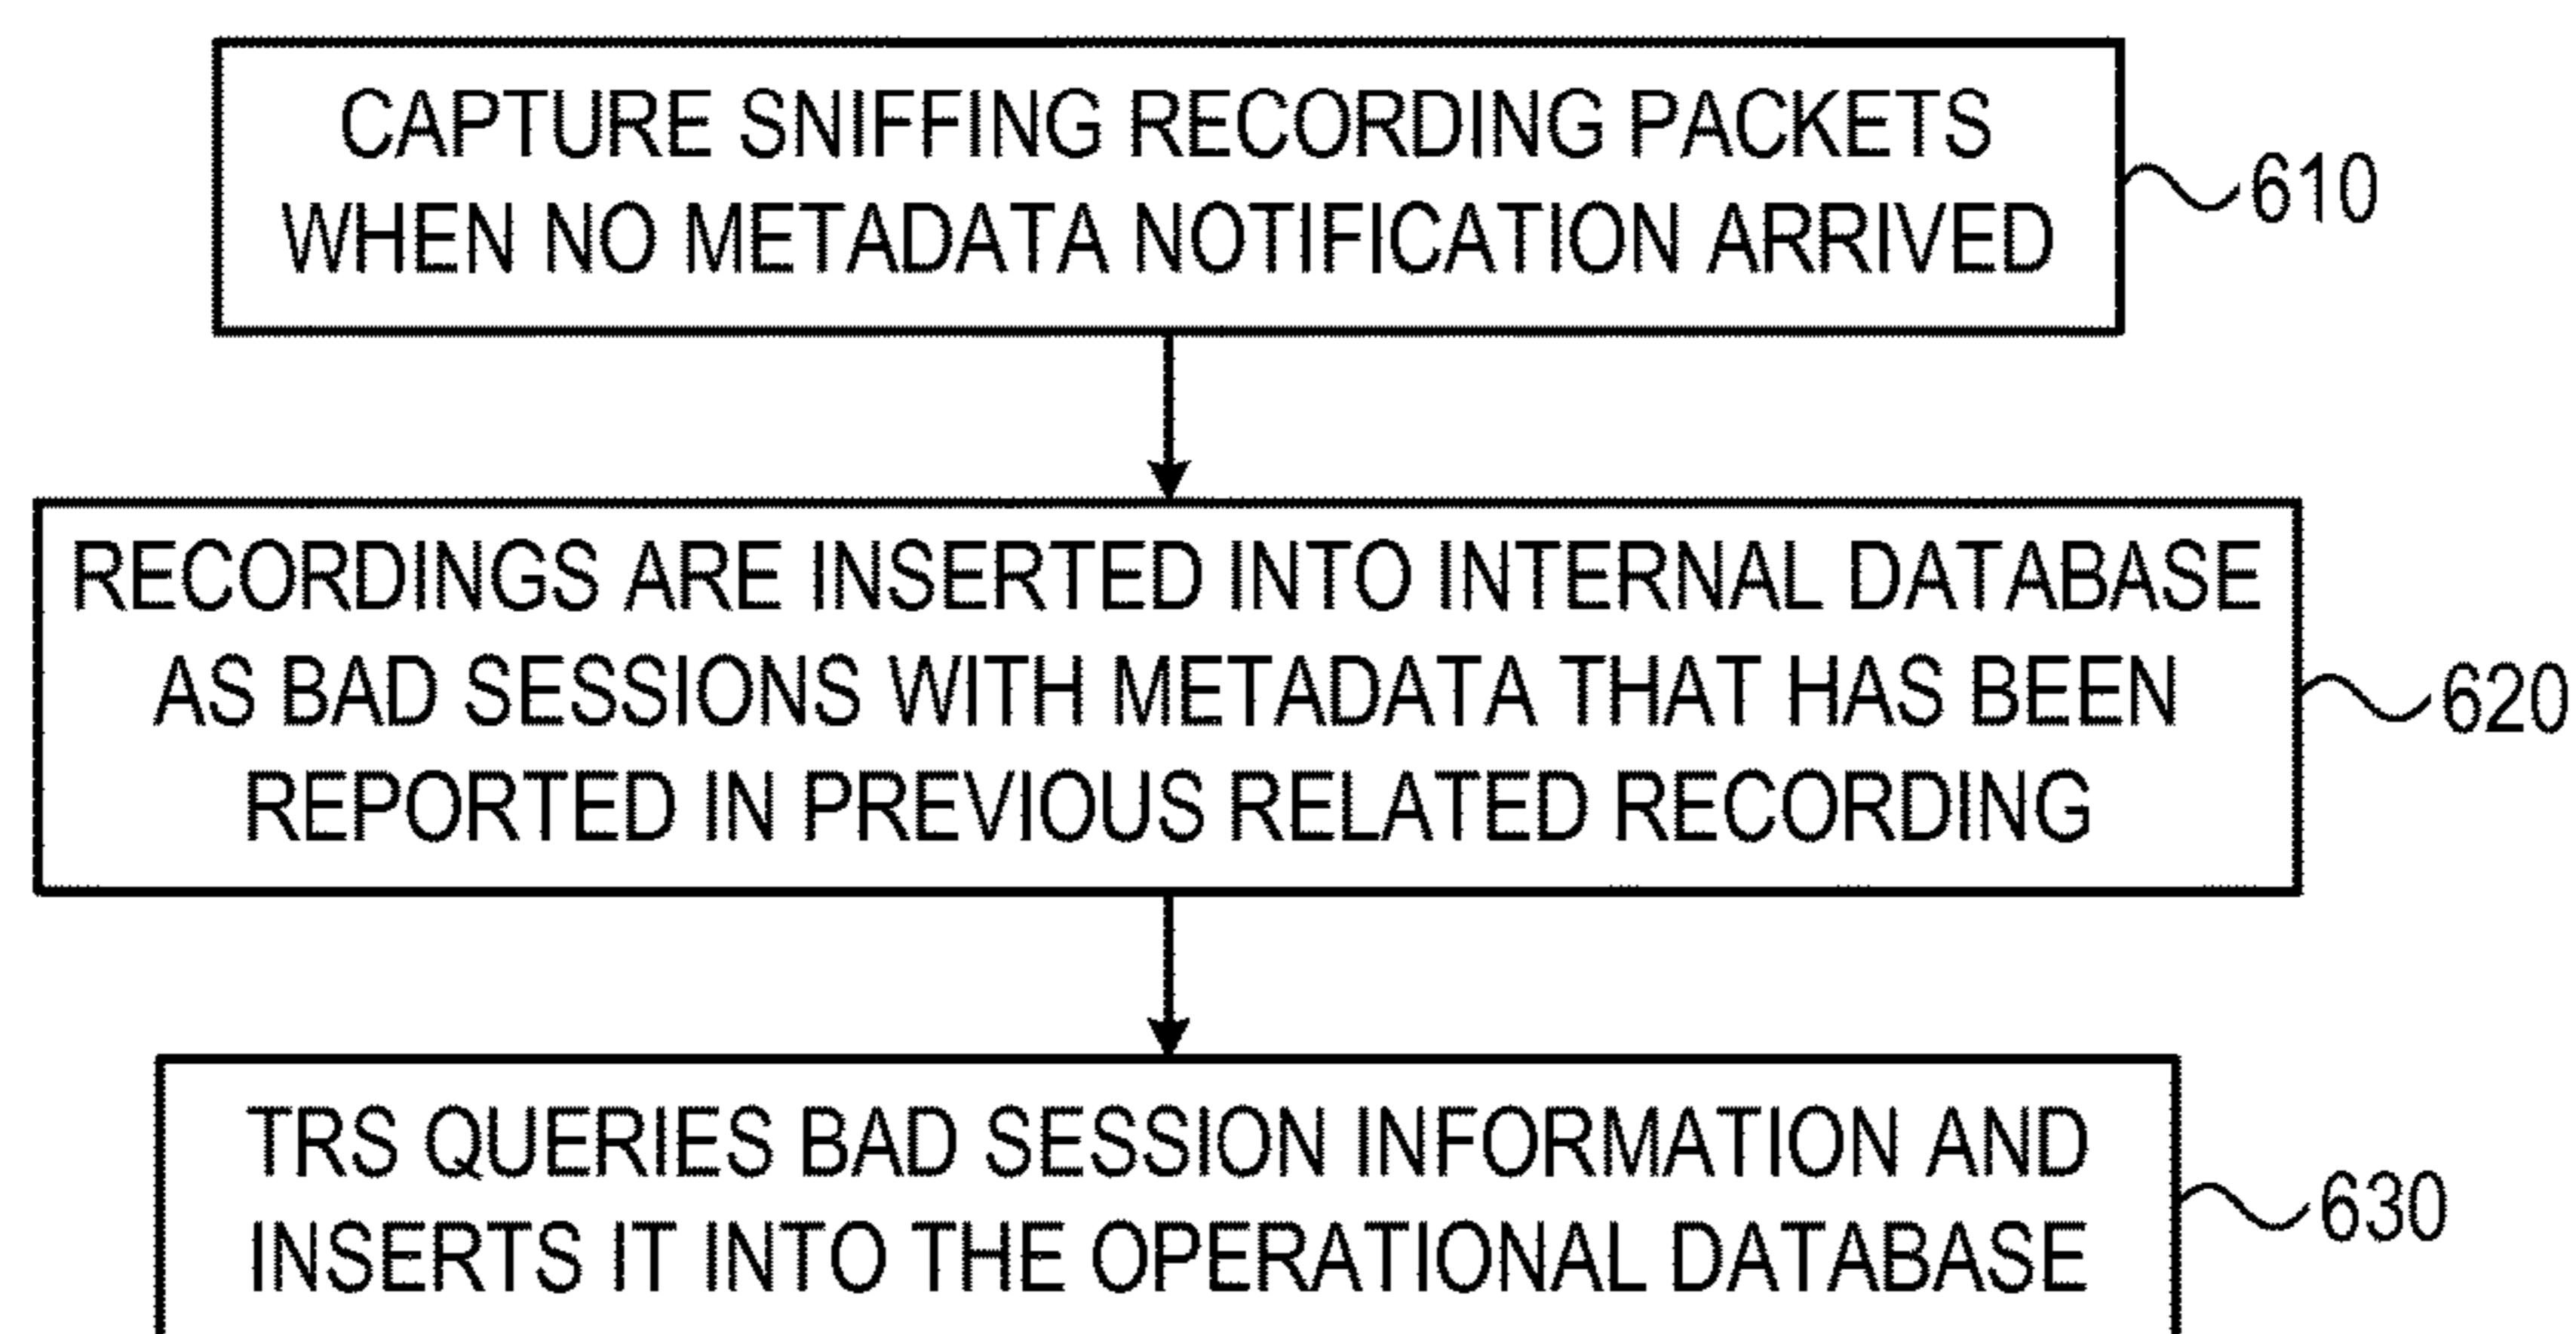 CAPTURE SNIFFING RECORDING PACKETS
WHEN NO METADATA NOTIFICATION ARRIVED
610
RECORDINGS ARE INSERTED INTO INTERNAL DATABASE
AS BAD SESSIONS WITH METADATA THAT HAS BEEN
REPORTED IN PREVIOUS RELATED RECORDING
620
TRS QUERIES BAD SESSION INFORMATION AND
INSERTS IT INTO THE OPERATIONAL DATABASE
630